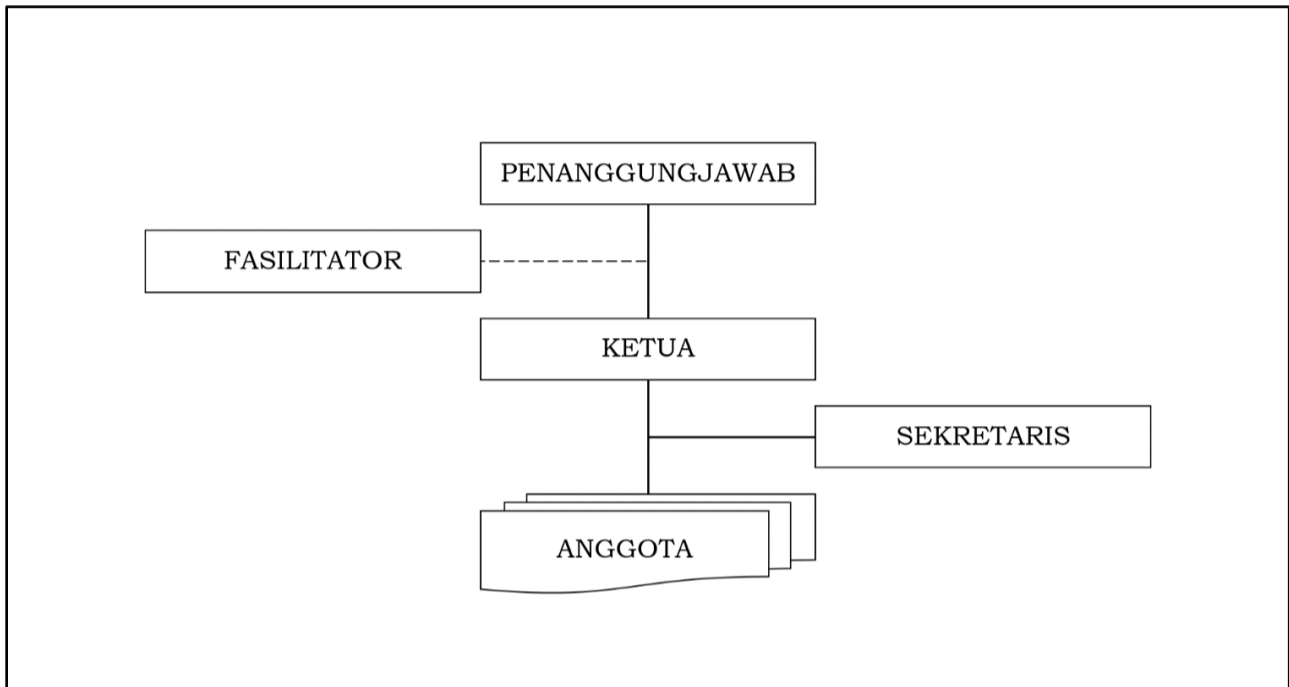 PENANGGUNGJAWAB
FASILITATOR
KETUA
SEKRETARIS
ANGGOTA